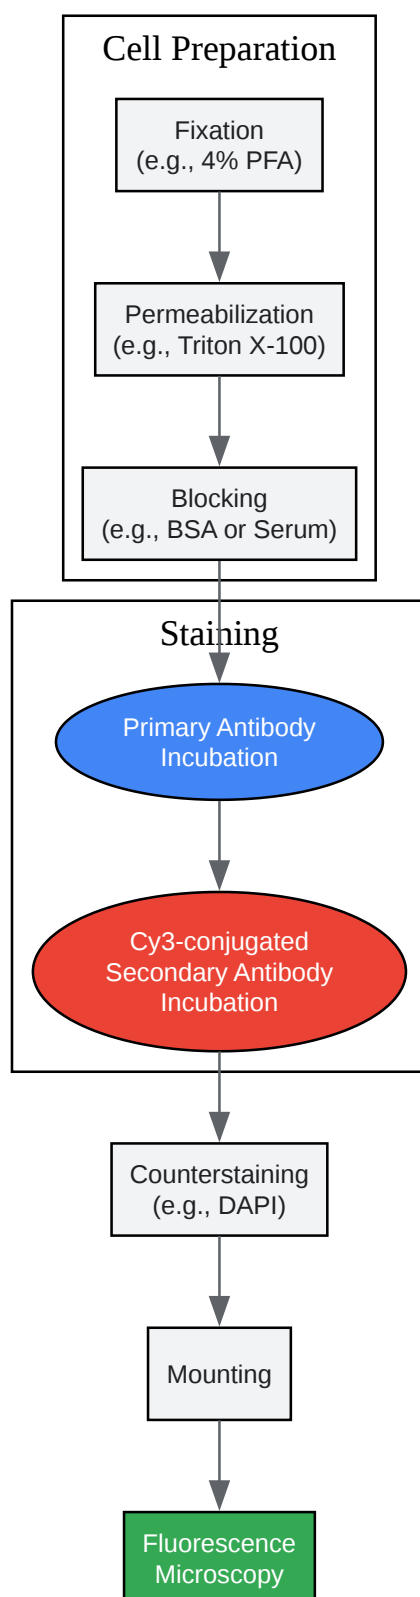 Cell Preparation
Fixation
(e.g., 4% PFA)
Permeabilization
(e.g., Triton X-100)
Blocking
(e.g., BSA or Serum)
Staining
Primary Antibody
Incubation
Cy3-conjugated
Secondary Antibody
Incubation
Counterstaining
(e.g., DAPI)
Mounting
Fluorescence
Microscopy